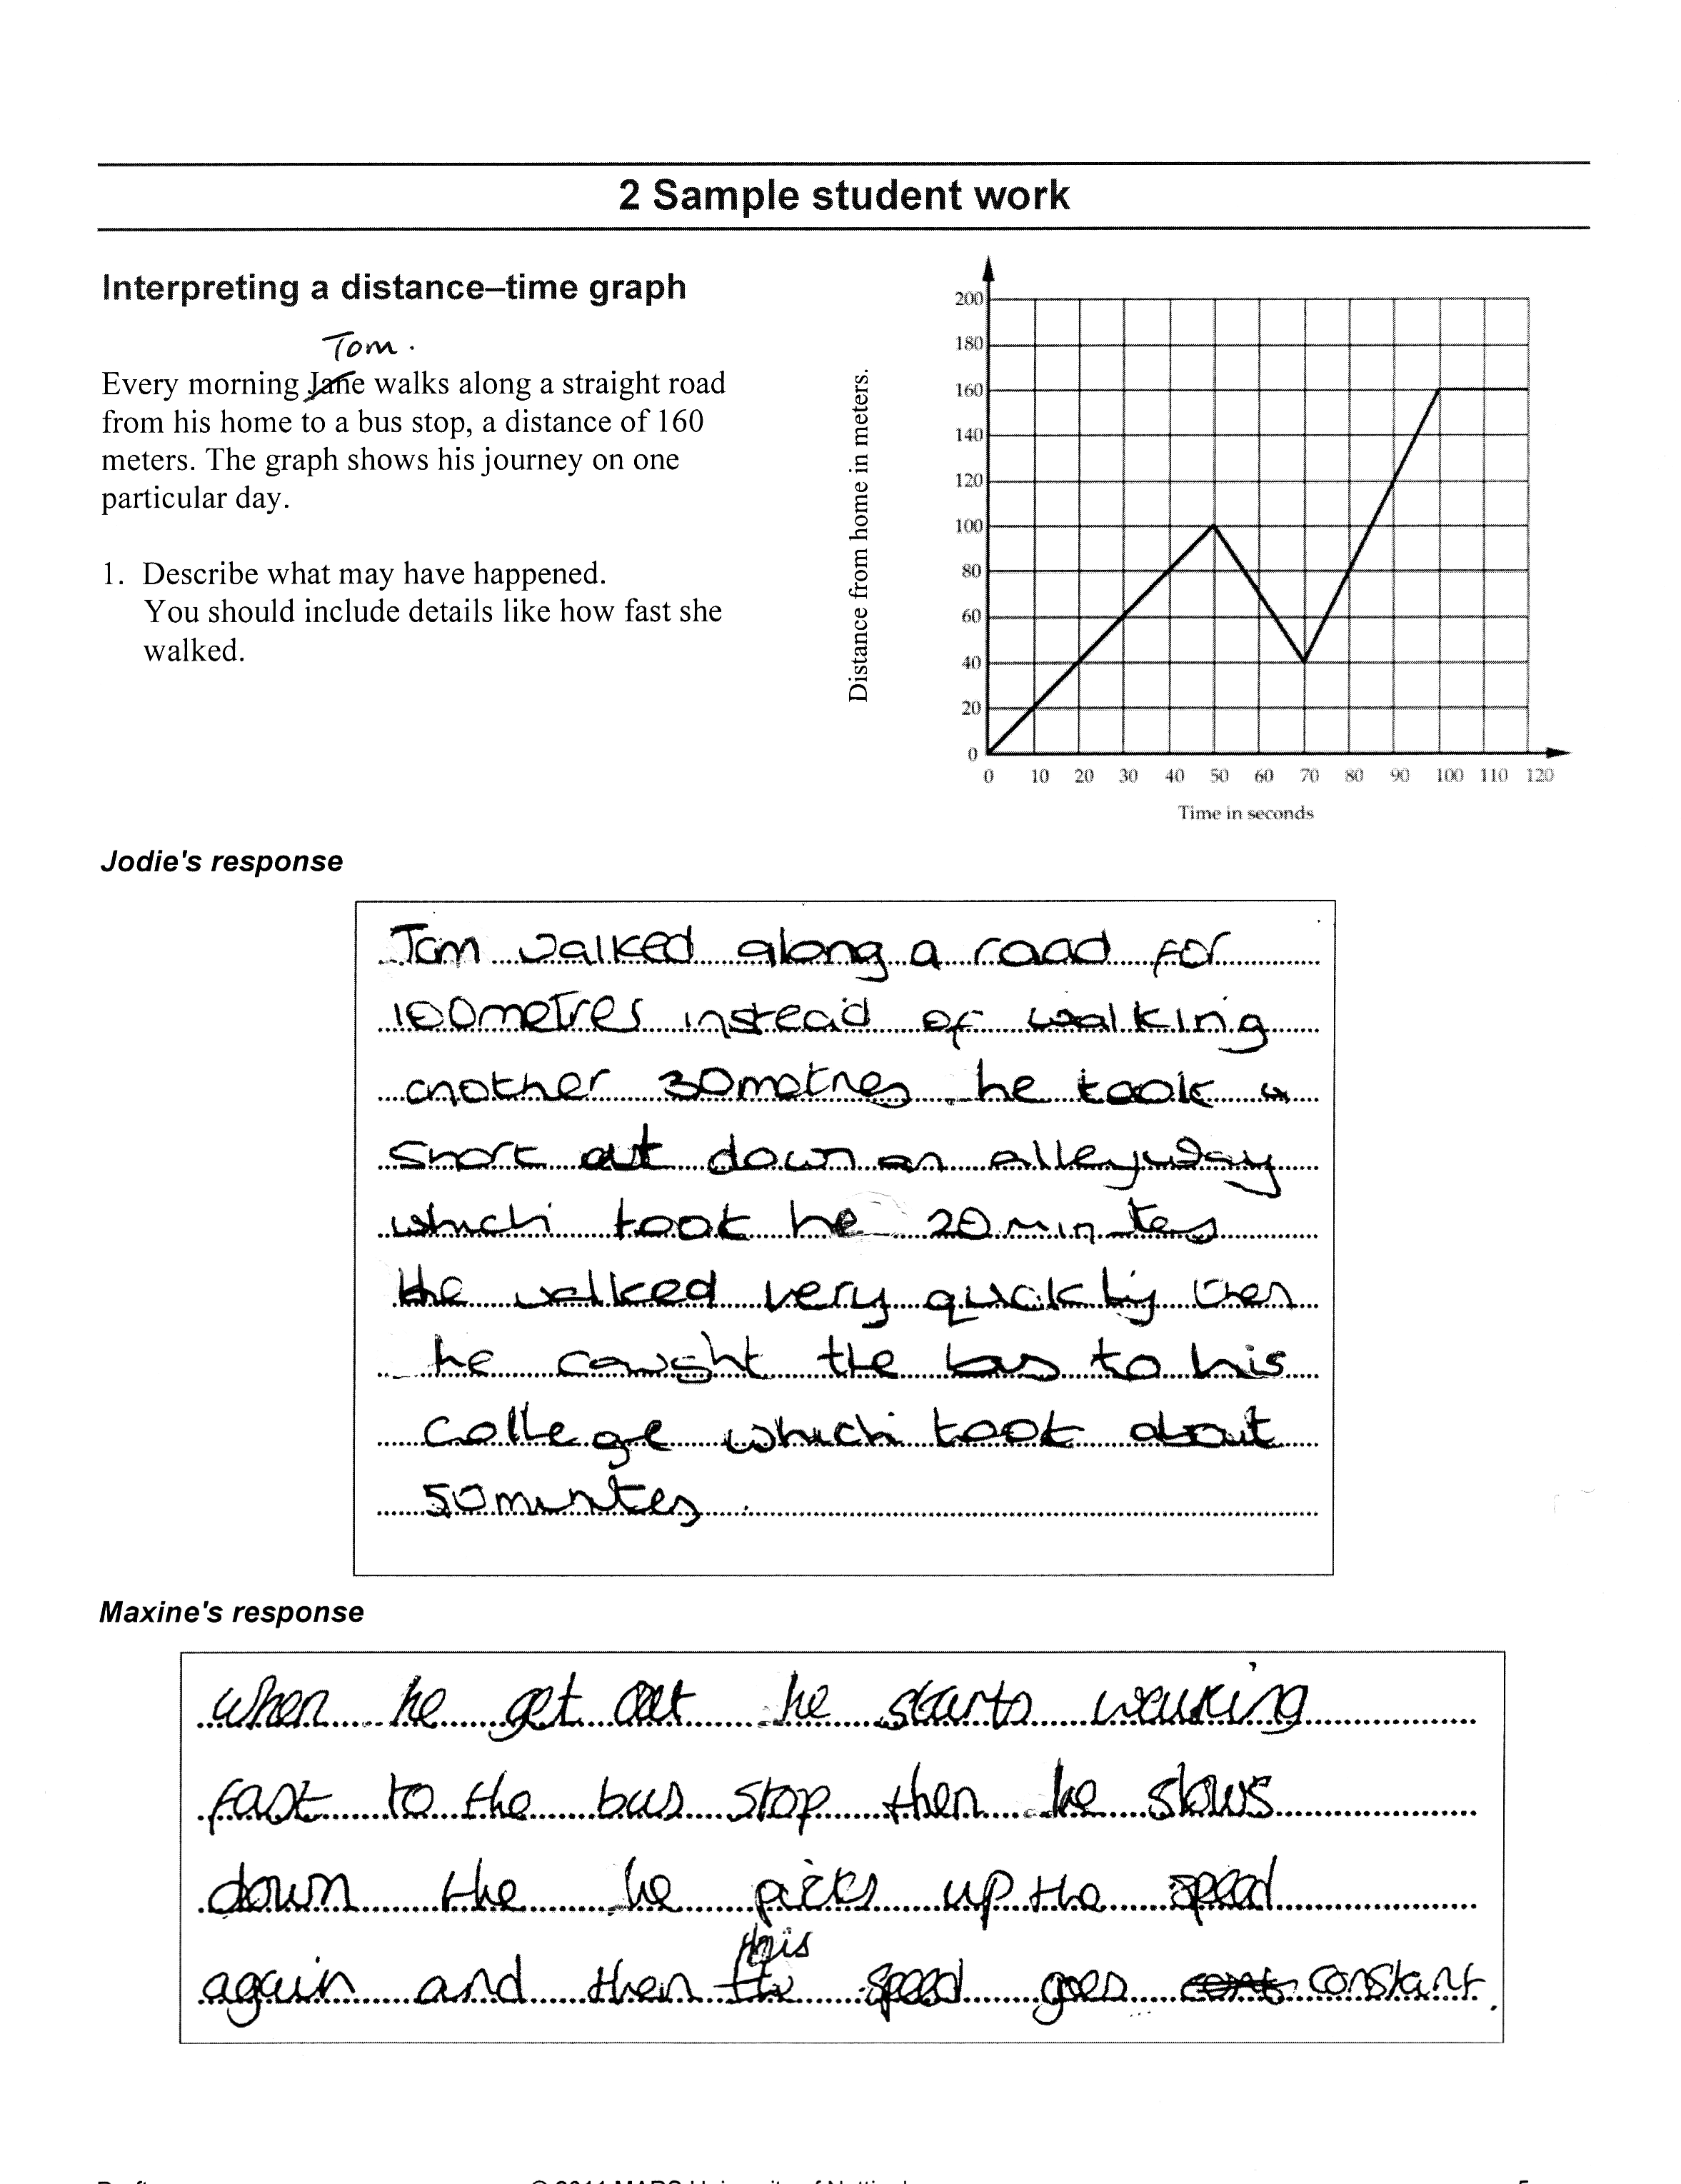 2 Sample student work
Interpreting a distance–time graph
Tom.
Every morning Jane walks along a straight road
from his home to a bus stop, a distance of 160
meters. The graph shows his journey on one
particular day.
1. Describe what may have happened.
You should include details like how fast she
walked.
Distance from home in meters.
200
180
160
140
120
100
80
60
40
20
0
0 10 20 30 40 50 60 70 80 90 100 110 120
Time in seconds
Jodie's response
Tom walked along a road for
100metres instead of walking
another 30metres he took a
short cut down an alleyway
which took he 20 mintes
He walked very quickly then
he caught the bus to his
college which took about
50mintes.
Maxine's response
when he get out he starts walking
fast to the bus stop then he slows
down the he picks up the speed
again and then the this speed goes constant.
5